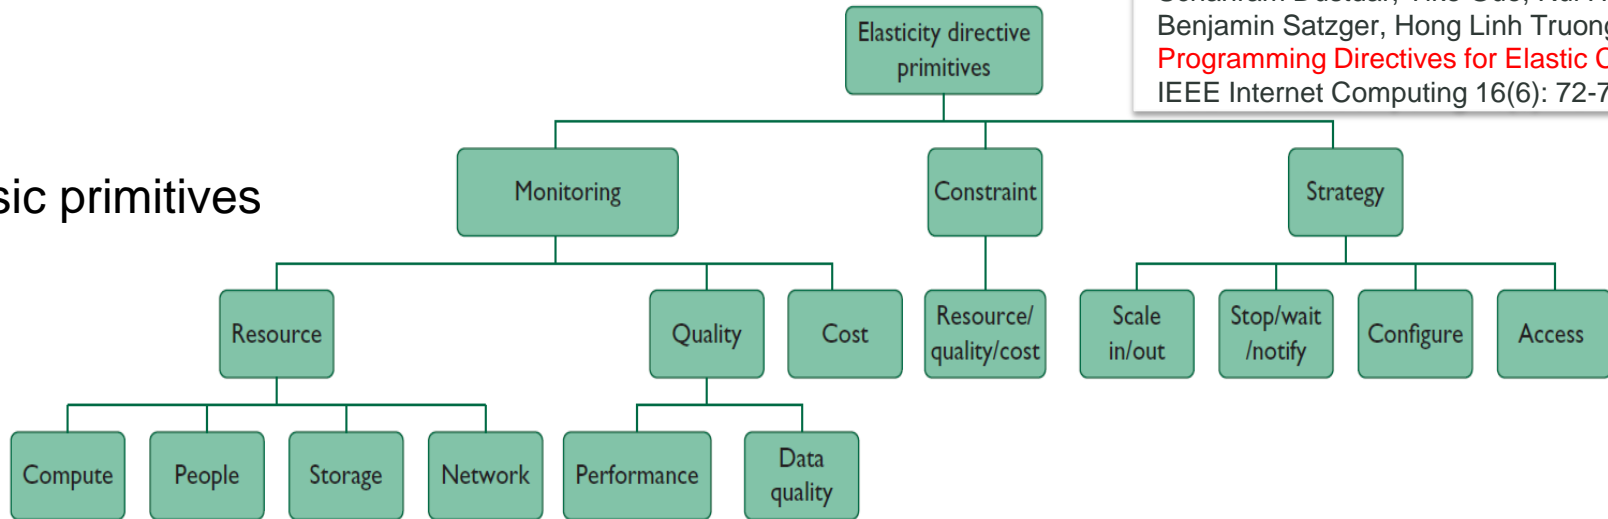 Benjamin Satzger, Hong Linh Truong
Programming Directives for Elastic C
IEEE Internet Computing 16(6): 72-7
sic primitives
Elasticity directive
primitives
Monitoring
Constraint
Strategy
Resource
Quality
Cost
Resource/
quality/cost
Scale
in/out
Stop/wait
/notify
Configure
Access
Compute
People
Storage
Network
Performance
Data
quality